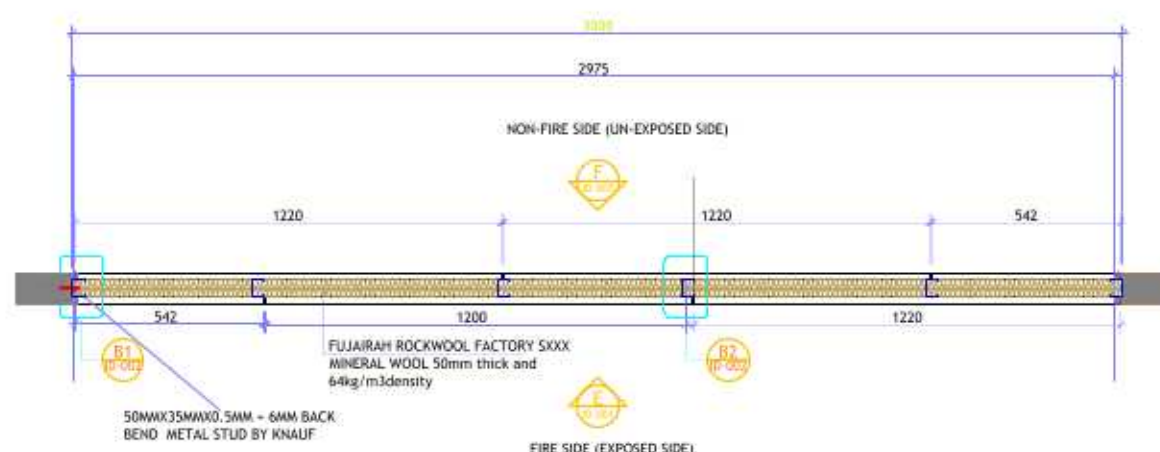 2975
NON-FIRE SIDE (UN-EXPOSED SIDE)
F
1220
1220
542
542
1200
1220
B1
B2
FUJAIRAH ROCKWOOL FACTORY SXXX
MINERAL WOOL 50mm thick and
64kg/m3density
E
50MMX35MMX0.5MM - 6MM BACK
BEND METAL STUD BY KNAUF
FIRE SIDE (EXPOSED SIDE)